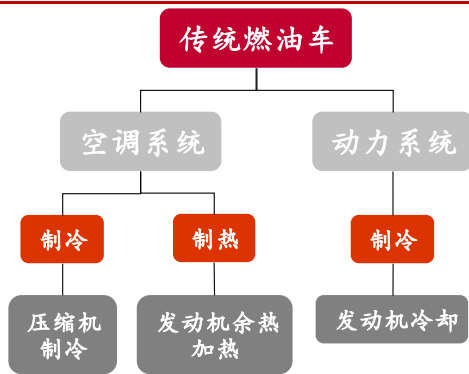 传统燃油车
空调系统
动力系统
制冷
制热
制冷
压缩机
制冷
发动机余热
加热
发动机冷却